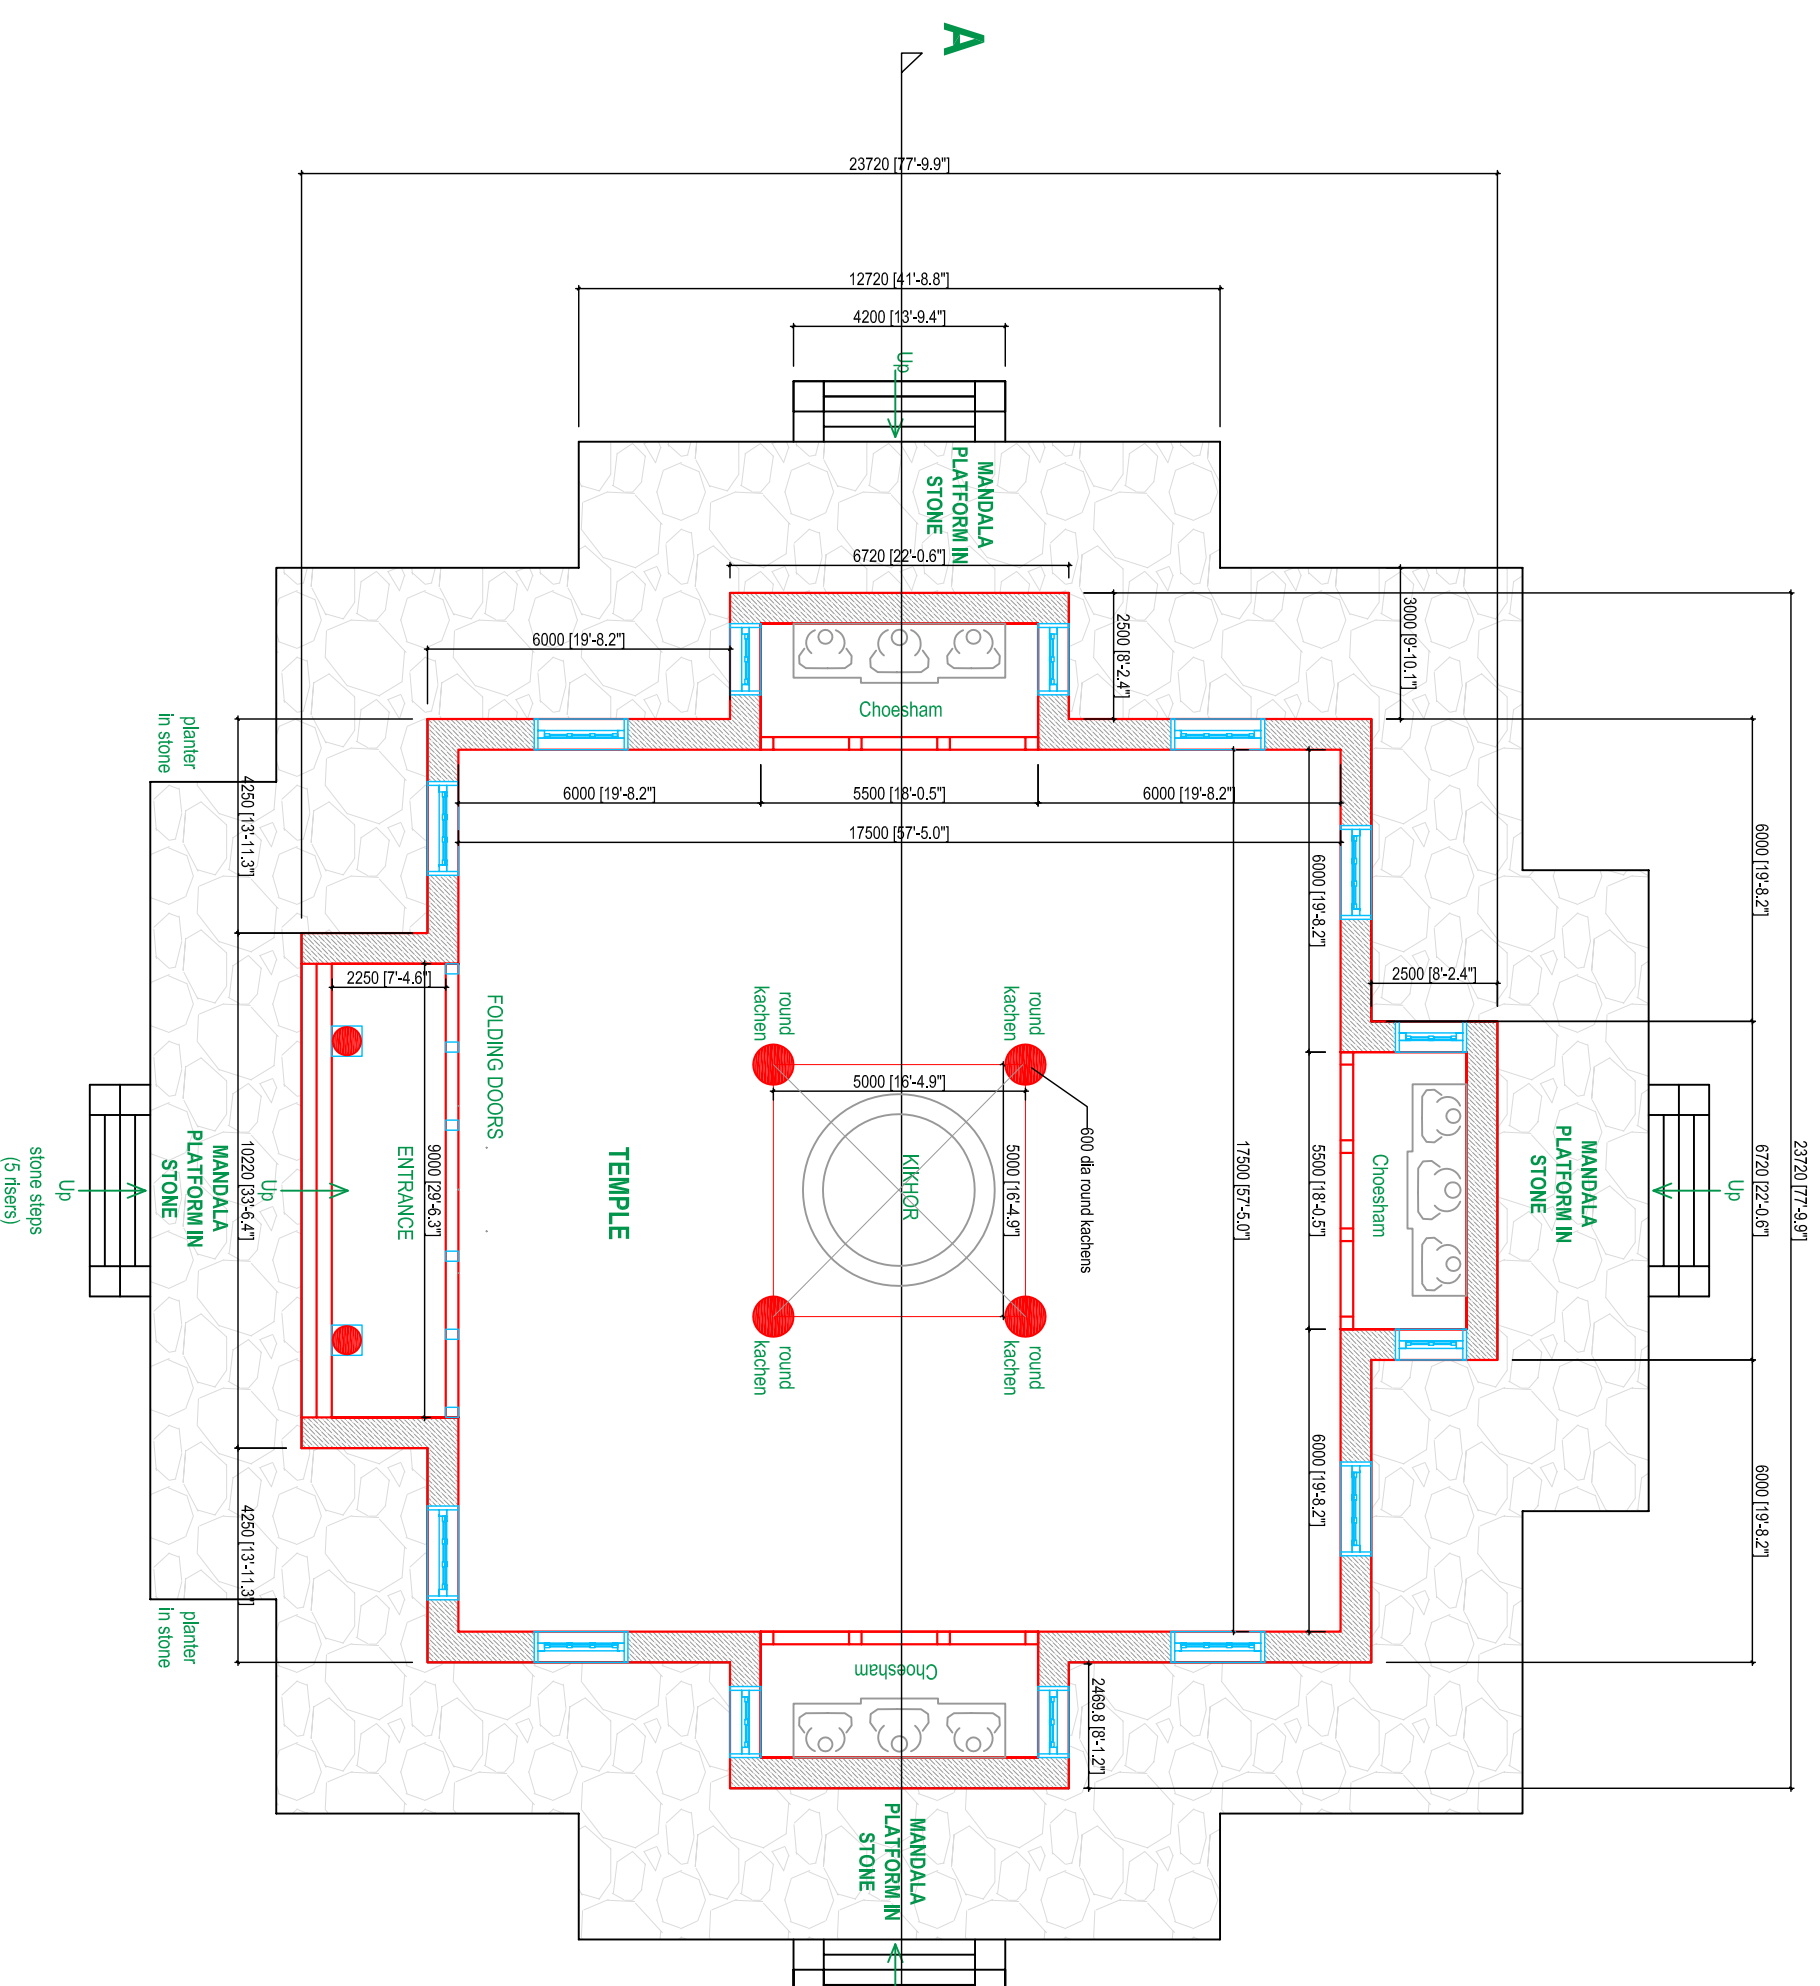 A
23720 [77'-9.9"]
12720 [41'-8.8"]
4200 [13'-9.4"]
Up
MANDALA
PLATFORM IN
STONE
6720 [22'-0.6"]
2500 [8'-2.4"]
3000 [9'-10.1"]
6000 [19'-8.2"]
Choesham
planter
in stone
4250 [13'-11.3"]
6000 [19'-8.2"]
5500 [18'-0.5"]
6000 [19'-8.2"]
17500 [57'-5.0"]
6000 [19'-8.2"]
6000 [19'-8.2"]
2500 [8'-2.4"]
2250 [7'-4.6"]
FOLDING DOORS
round
kachen
round
kachen
5000 [16'-4.9"]
5000 [16'-4.9"]
KIKHOR
600 dia round kachens
17500 [57'-5.0"]
5500 [18'-0.5"]
Choesham
MANDALA
PLATFORM IN
STONE
Up
6720 [22'-0.6"]
23720 [77'-9.9"]
stone steps
(5 risers)
Up
MANDALA
PLATFORM IN
STONE
10220 [33'-6.4"]
Up
ENTRANCE
9000 [29'-6.3"]
TEMPLE
round
kachen
round
kachen
6000 [19'-8.2"]
6000 [19'-8.2"]
4250 [13'-11.3"]
planter
in stone
Choesham
2469.8 [8'-1.2"]
MANDALA
PLATFORM IN
STONE